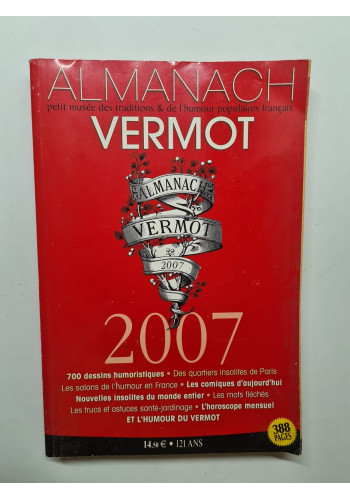 ALMANACH
petit musée des traditions & de l'humour populaires français
VERMOT
ALMANACH
VERMOT
2007
2007
700 dessins humoristiques • Des quartiers insolites de Paris
Les salons de l'humour en France • Les comiques d'aujourd'hui
Nouvelles insolites du monde entier • Les mots fléchés
Les trucs et astuces santé-jardinage • L'horoscope mensuel
ET L'HUMOUR DU VERMOT
388
PAGES
14,50 € • 121 ANS